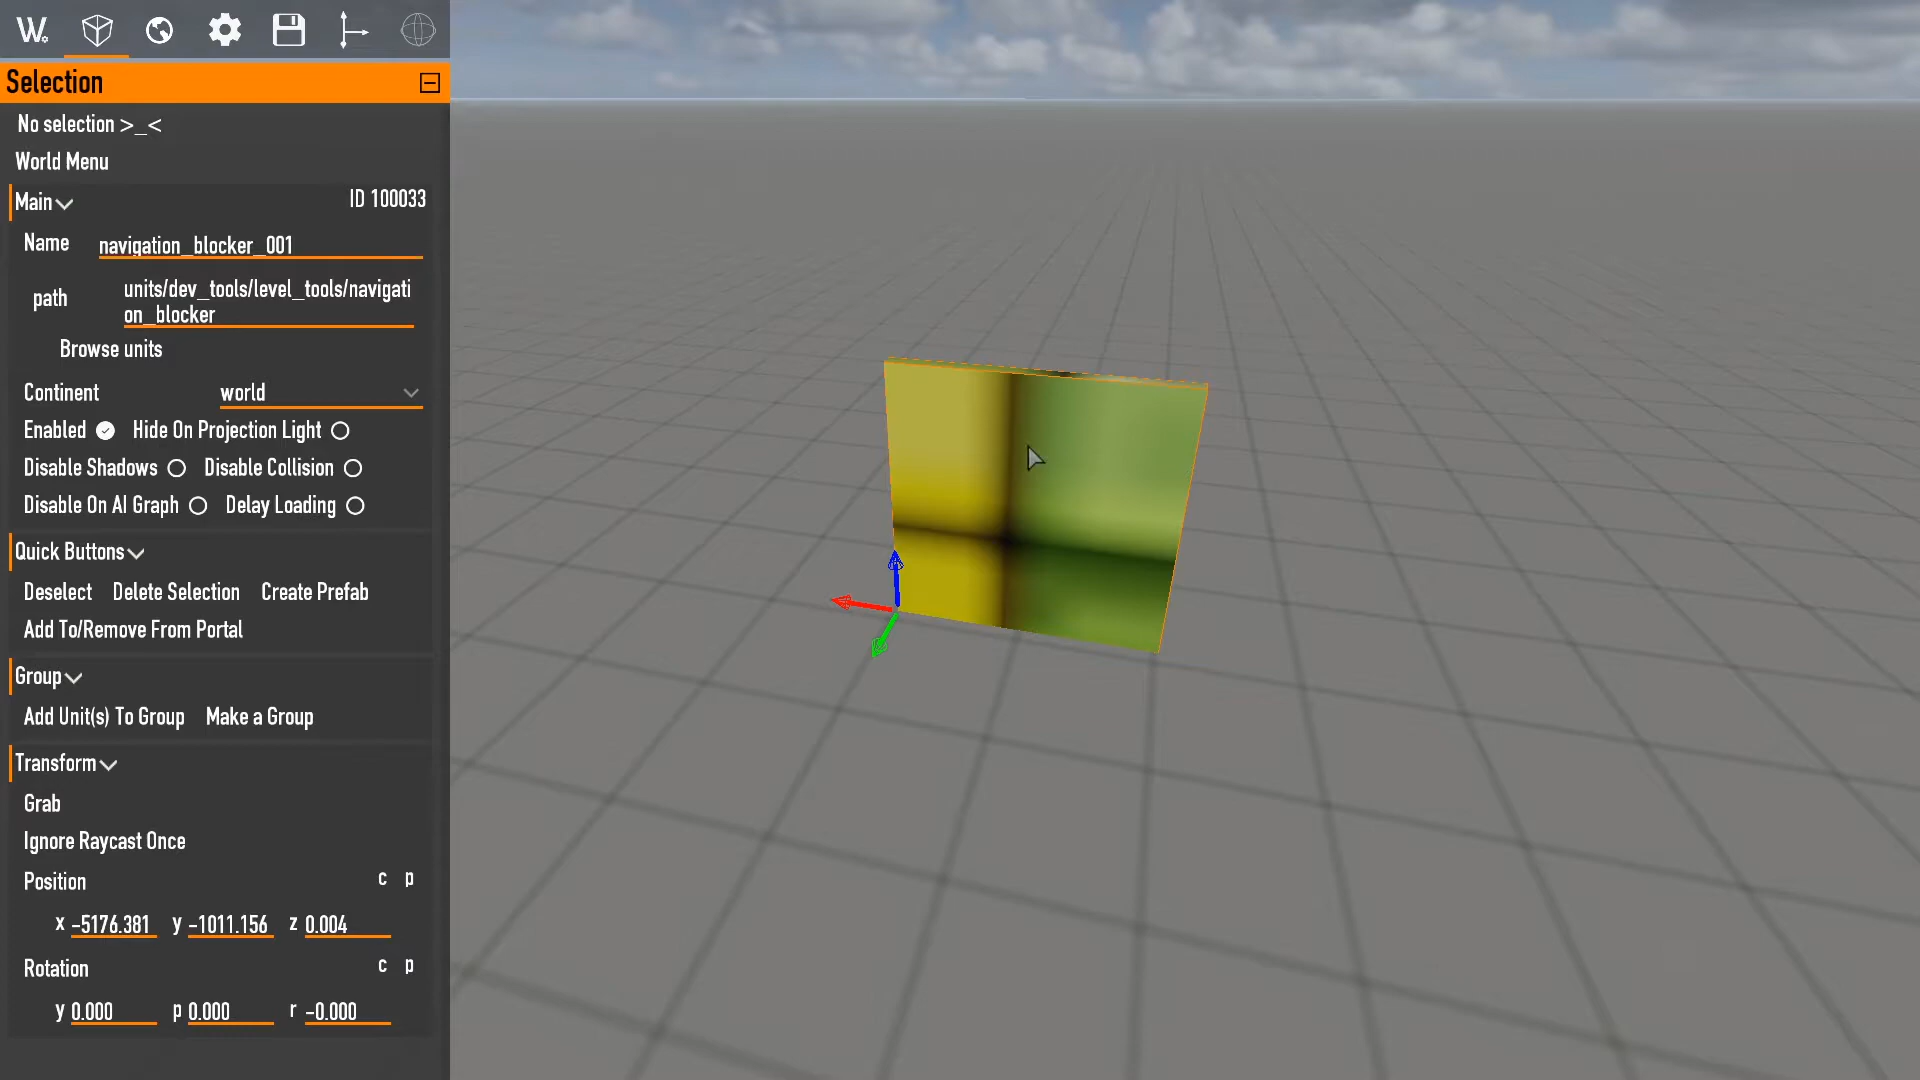 W.
Selection
No selection >_<
World Menu
Main ID 100033
Name navigation_blocker_001
path units/dev_tools/level_tools/navigati
on_blocker
Browse units
Continent world
Enabled Hide On Projection Light
Disable Shadows Disable Collision
Disable On AI Graph Delay Loading
Quick Buttons
Deselect Delete Selection Create Prefab
Add To/Remove From Portal
Group
Add Unit(s) To Group Make a Group
Transform
Grab
Ignore Raycast Once
Position c p
x -5176.381 y -1011.156 z 0.004
Rotation c p
y 0.000 p 0.000 r -0.000